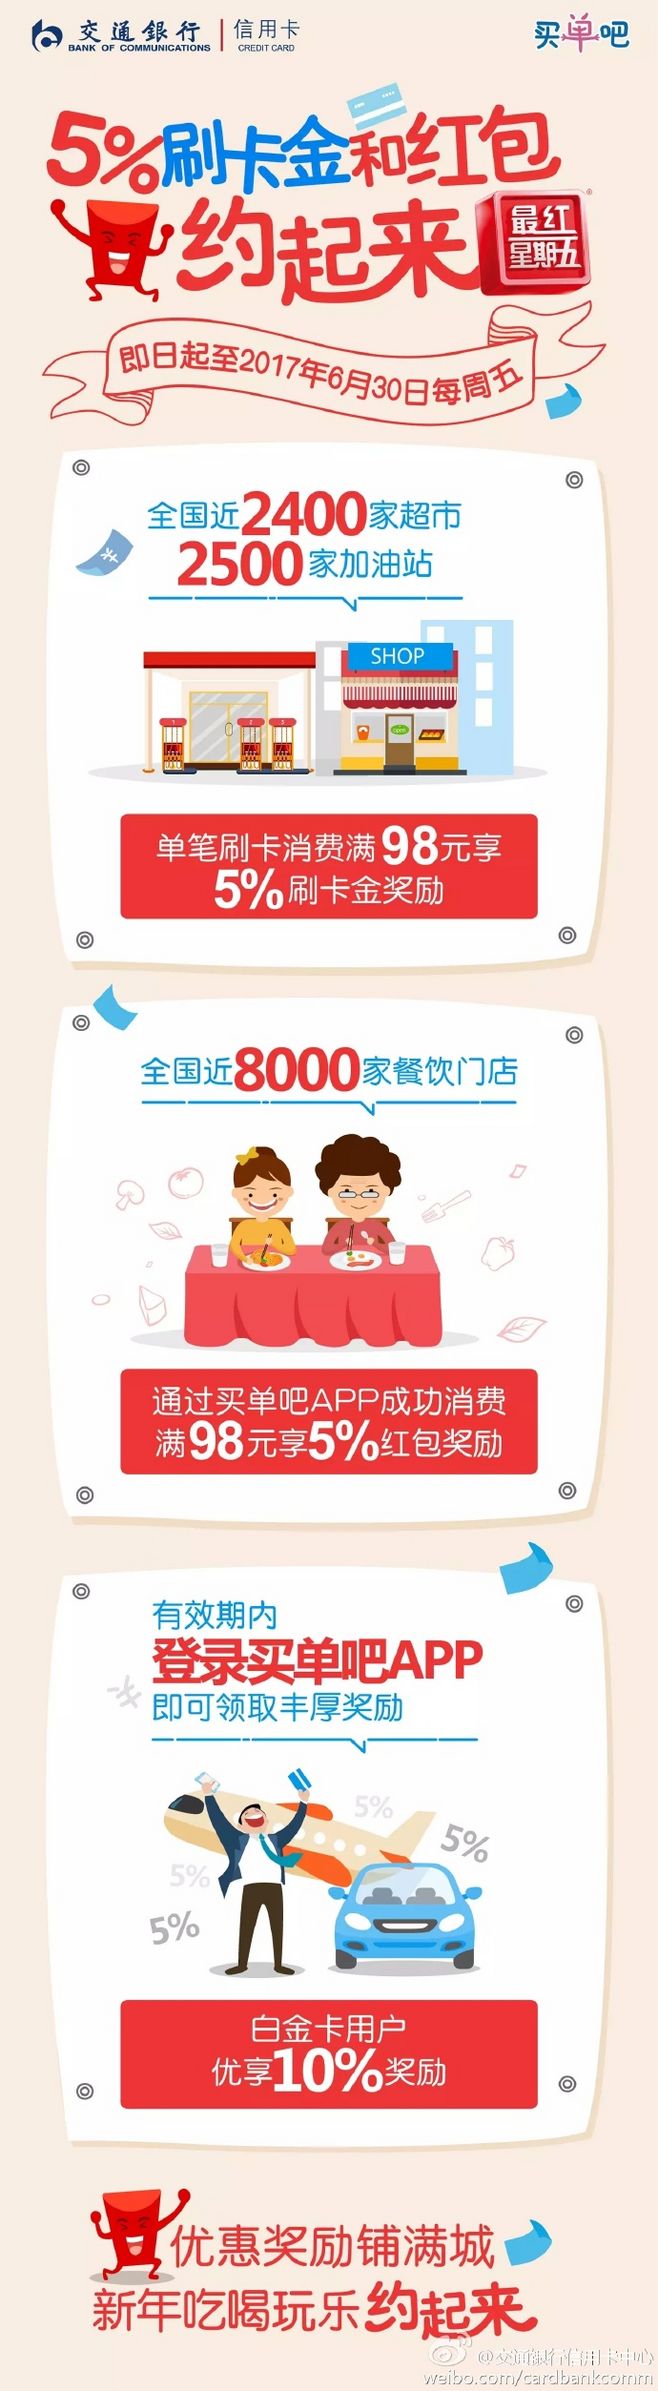 交通銀行 信用卡
BANK OF COMMUNICATIONS CREDIT CARD
买单吧
5%刷卡金和红包
约起来
最红
星期五
即日起至2017年6月30日每周五
全国近2400家超市
2500家加油站
SHOP
1 2 3
open
单笔刷卡消费满98元享
5%刷卡金奖励
全国近8000家餐饮门店
通过买单吧APP成功消费
满98元享5%红包奖励
有效期内
登录买单吧APP
即可领取丰厚奖励
5%
5%
5%
5%
白金卡用户
优享10%奖励
优惠奖励铺满城
新年吃喝玩乐约起来
@交通銀行信用卡中心
weibo.com/cardbankcomm